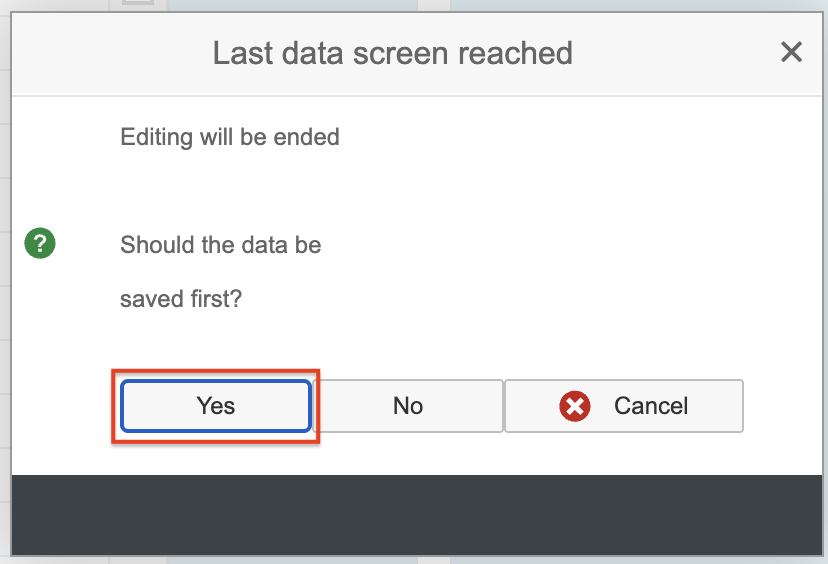 Last data screen reached
Editing will be ended
Should the data be
saved first?
Yes No Cancel